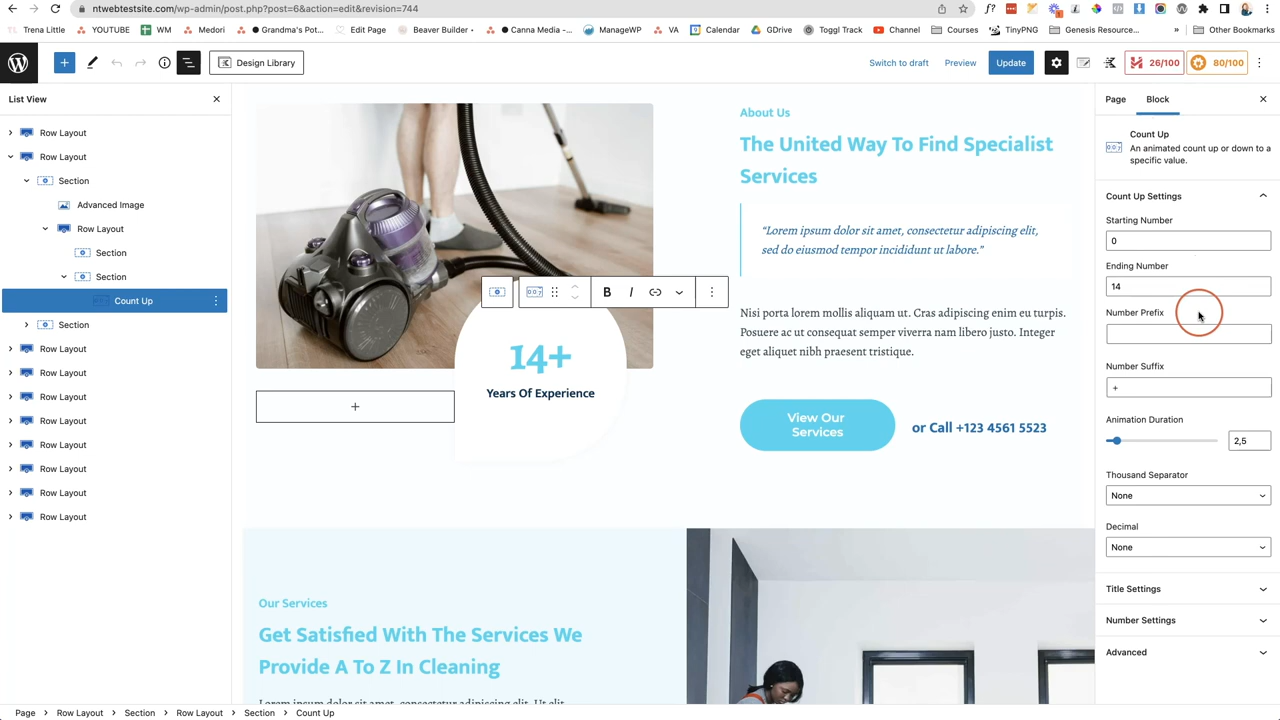 ntwebtestsite.com/wp-admin/post.php?post=6&action=edit&revision=744
Trena Little
YOUTUBE
WM
Medori
● Grandma's Pot...
Edit Page
Beaver Builder •
● Canna Media –...
ManageWP
VA
Calendar
GDrive
Toggl Track
Channel
Courses
TinyPNG
Genesis Resource...
»
Other Bookmarks
Design Library
Switch to draft
Preview
Update
26/100
80/100
List View
Row Layout
Row Layout
Section
Advanced Image
Row Layout
Section
Section
Count Up
Section
Row Layout
Row Layout
Row Layout
Row Layout
Row Layout
Row Layout
Row Layout
Row Layout
B I
14+
Years Of Experience
About Us
The United Way To Find Specialist
Services
“Lorem ipsum dolor sit amet, consectetur adipiscing elit,
sed do eiusmod tempor incididunt ut labore.”
Nisi porta lorem mollis aliquam ut. Cras adipiscing enim eu turpis.
Posuere ac ut consequat semper viverra nam libero justo. Integer
eget aliquet nibh praesent tristique.
View Our
Services
or Call +123 4561 5523
Our Services
Get Satisfied With The Services We
Provide A To Z In Cleaning
Lorem ipsum dolor sit amet, consectetur adipiscing elit. Ut elit
Page
Block
Count Up
An animated count up or down to a
specific value.
Count Up Settings
Starting Number
0
Ending Number
14
Number Prefix
Number Suffix
+
Animation Duration
2,5
Thousand Separator
None
Decimal
None
Title Settings
Number Settings
Advanced
Page > Row Layout > Section > Row Layout > Section > Count Up